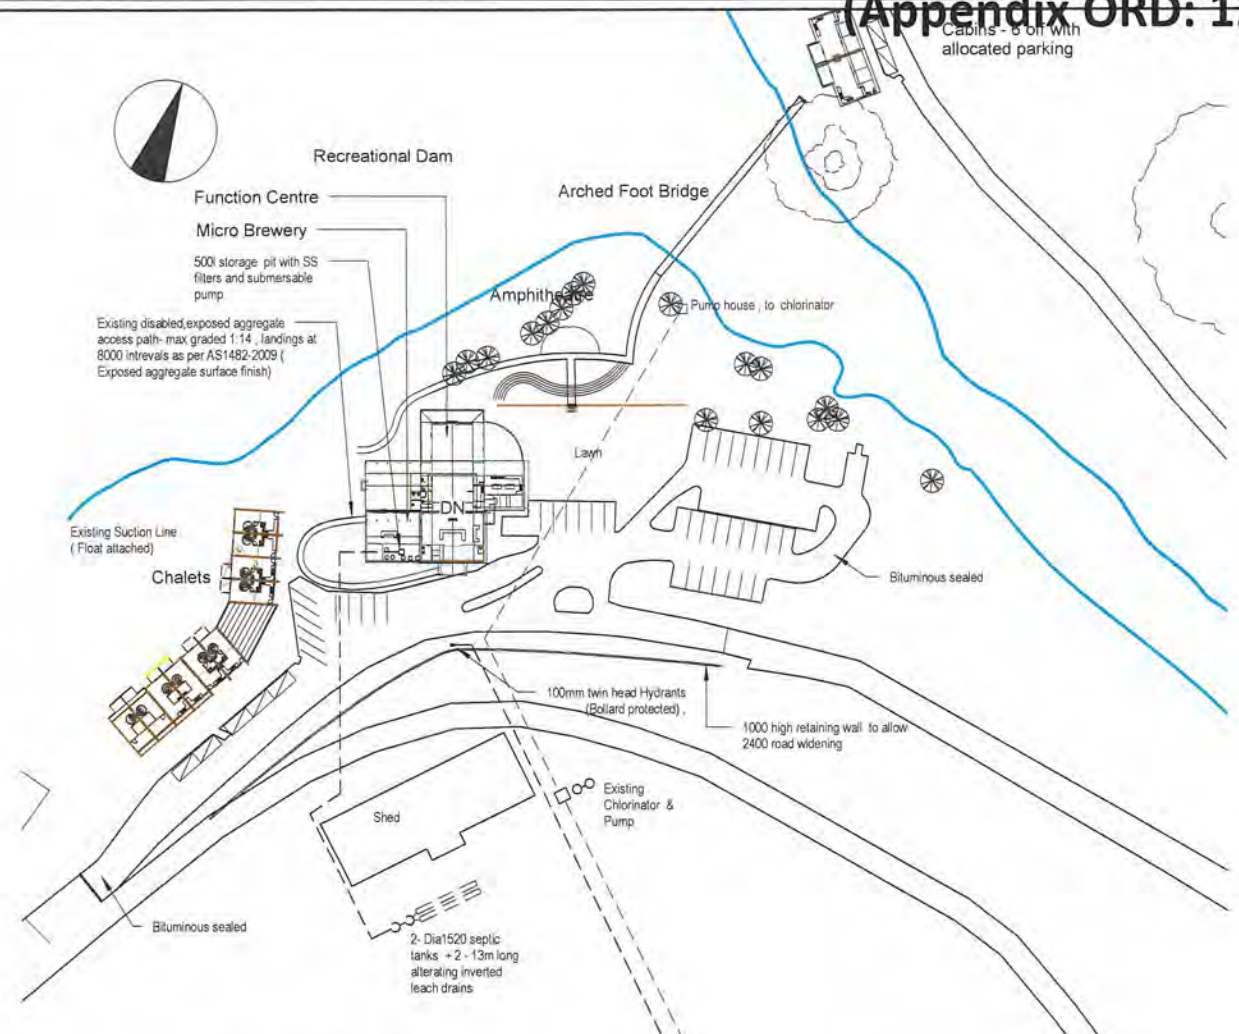 (Appendix ORD: 1
Cabins - 6 off with
allocated parking
Recreational Dam
Function Centre
Arched Foot Bridge
Micro Brewery
500l storage pit with SS
filters and submersable
pump
Amphitheatre
Pump house , to chlorinator
Existing disabled,exposed aggregate
access path- max graded 1:14 , landings at
8000 intrevals as per AS1482-2009 (
Exposed aggregate surface finish)
Lawn
DN
Existing Suction Line
( Float attached)
Chalets
Bituminous sealed
100mm twin head Hydrants
(Bollard protected) ,
1000 high retaining wall to allow
2400 road widening
Existing
Chlorinator &
Pump
Shed
Bituminous sealed
2- Dia1520 septic
tanks + 2 - 13m long
alterating inverted
leach drains